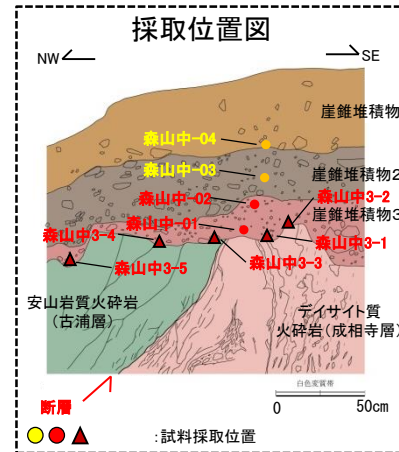 採取位置図
NW
SE
崖錐堆積物
森山中-04
森山中-03
崖錐堆積物2
森山中3-2
森山中-02
崖錐堆積物3
森山中3-4
森山中-01
森山中3-1
森山中3-3
森山中3-5
安山岩質火砕岩
(古浦層)
デイサイト質
火砕岩(成相寺層)
断層
白色変質帯
0 50cm
:試料採取位置